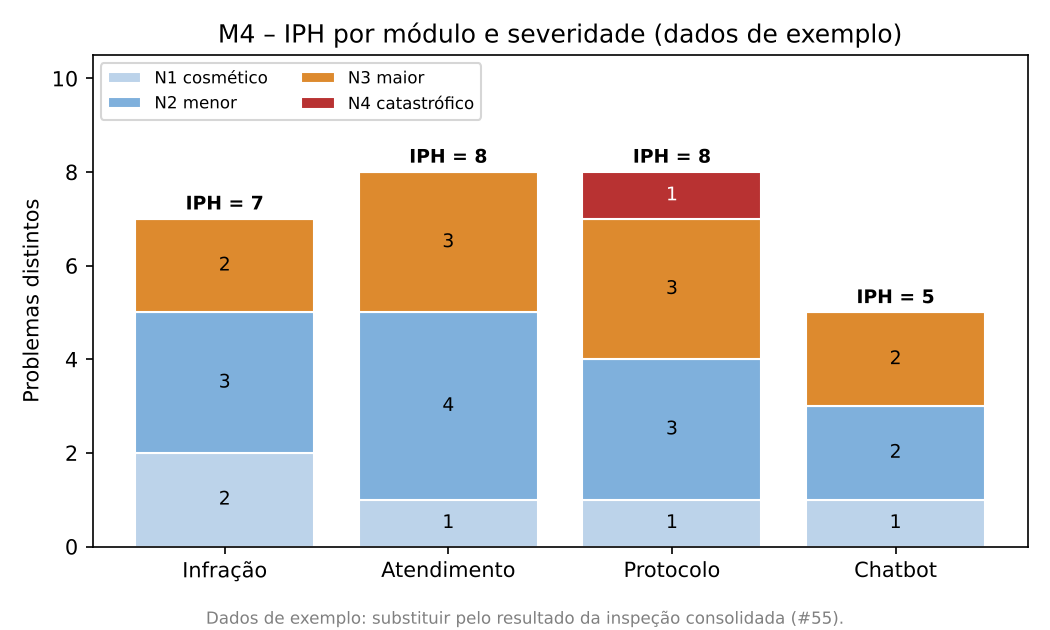 M4 – IPH por módulo e severidade (dados de exemplo)
N1 cosmético
N2 menor
N3 maior
N4 catastrófico
Problemas distintos
10
8
6
4
2
0
IPH = 7
2
3
2
IPH = 8
3
4
1
IPH = 8
1
3
3
1
IPH = 5
2
2
1
Infração
Atendimento
Protocolo
Chatbot
Dados de exemplo: substituir pelo resultado da inspeção consolidada (#55).